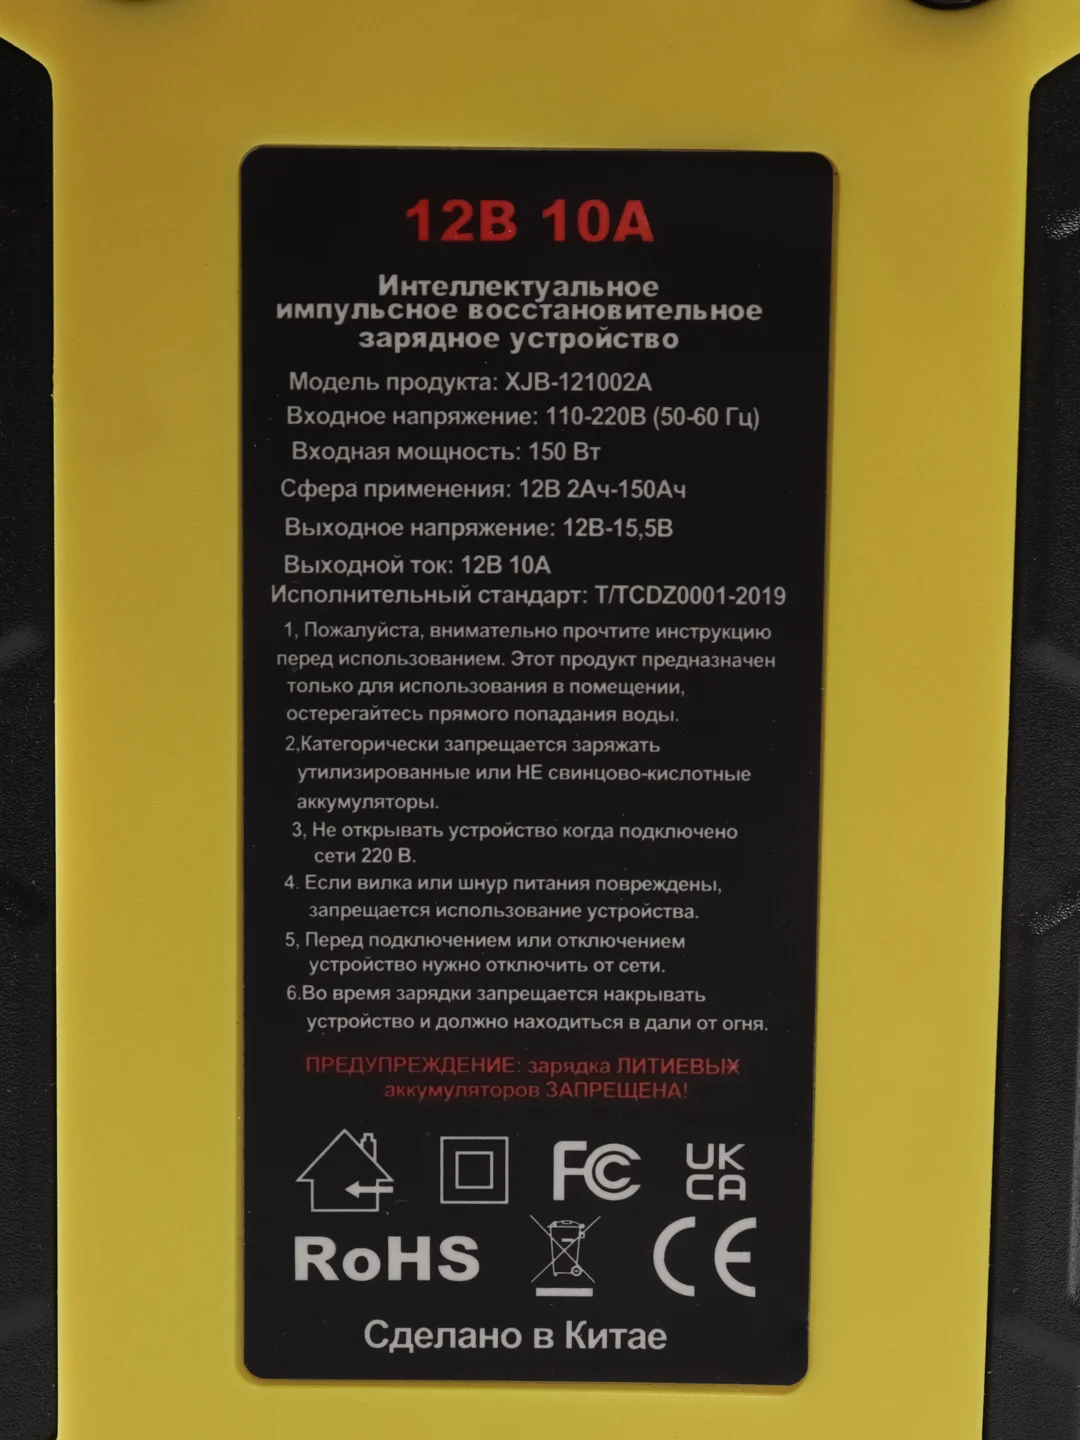 12В 10А
Интеллектуальное
импульсное восстановительное
зарядное устройство
Модель продукта: XJB-121002A
Входное напряжение: 110-220В (50-60 Гц)
Входная мощность: 150 Вт
Сфера применения: 12В 2Ач-150Ач
Выходное напряжение: 12В-15,5В
Выходной ток: 12В 10А
Исполнительный стандарт: T/TCDZ0001-2019
1, Пожалуйста, внимательно прочтите инструкцию
перед использованием. Этот продукт предназначен
только для использования в помещении,
остерегайтесь прямого попадания воды.
2,Категорически запрещается заряжать
утилизированные или НЕ свинцово-кислотные
аккумуляторы.
3, Не открывать устройство когда подключено
сети 220 В.
4. Если вилка или шнур питания повреждены,
запрещается использование устройства.
5, Перед подключением или отключением
устройство нужно отключить от сети.
6.Во время зарядки запрещается накрывать
устройство и должно находиться в дали от огня.
ПРЕДУПРЕЖДЕНИЕ: зарядка ЛИТИЕВЫХ
аккумуляторов ЗАПРЕЩЕНА!
FC UK
CA
RoHS CE
Сделано в Китае